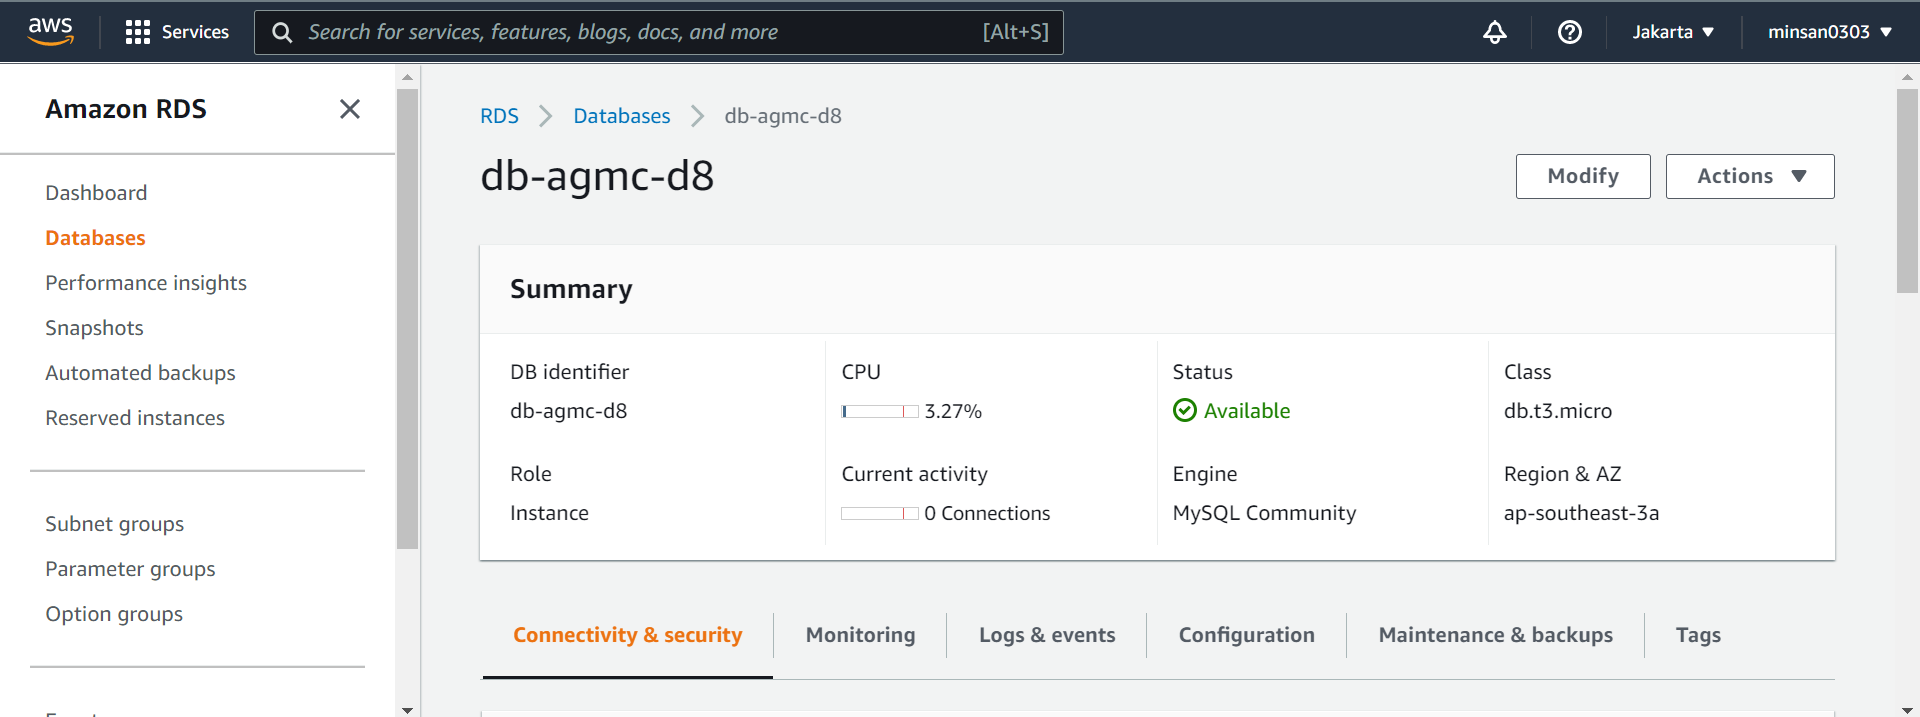 aws Services Search for services, features, blogs, docs, and more [Alt+S] Jakarta minsan0303
Amazon RDS
Dashboard
Databases
Performance insights
Snapshots
Automated backups
Reserved instances
Subnet groups
Parameter groups
Option groups
RDS Databases db-agmc-d8
db-agmc-d8
Modify Actions
Summary
DB identifier
db-agmc-d8
CPU
3.27%
Status
Available
Class
db.t3.micro
Role
Instance
Current activity
0 Connections
Engine
MySQL Community
Region & AZ
ap-southeast-3a
Connectivity & security Monitoring Logs & events Configuration Maintenance & backups Tags